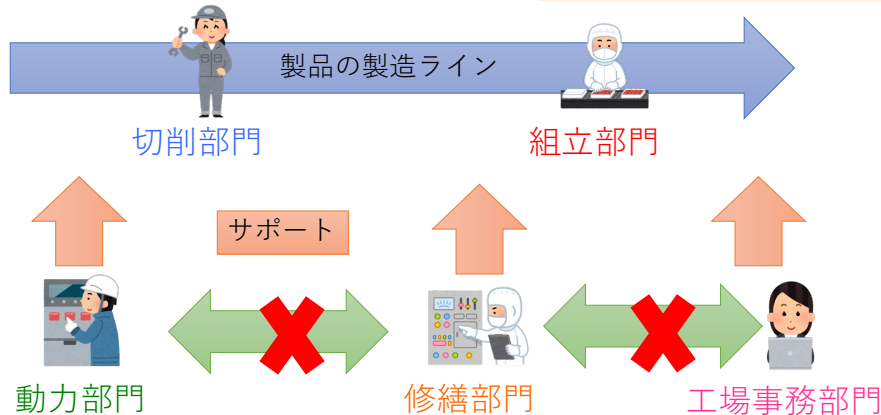 製品の製造ライン
切削部門
組立部門
サポート
動力部門
修繕部門
工場事務部門